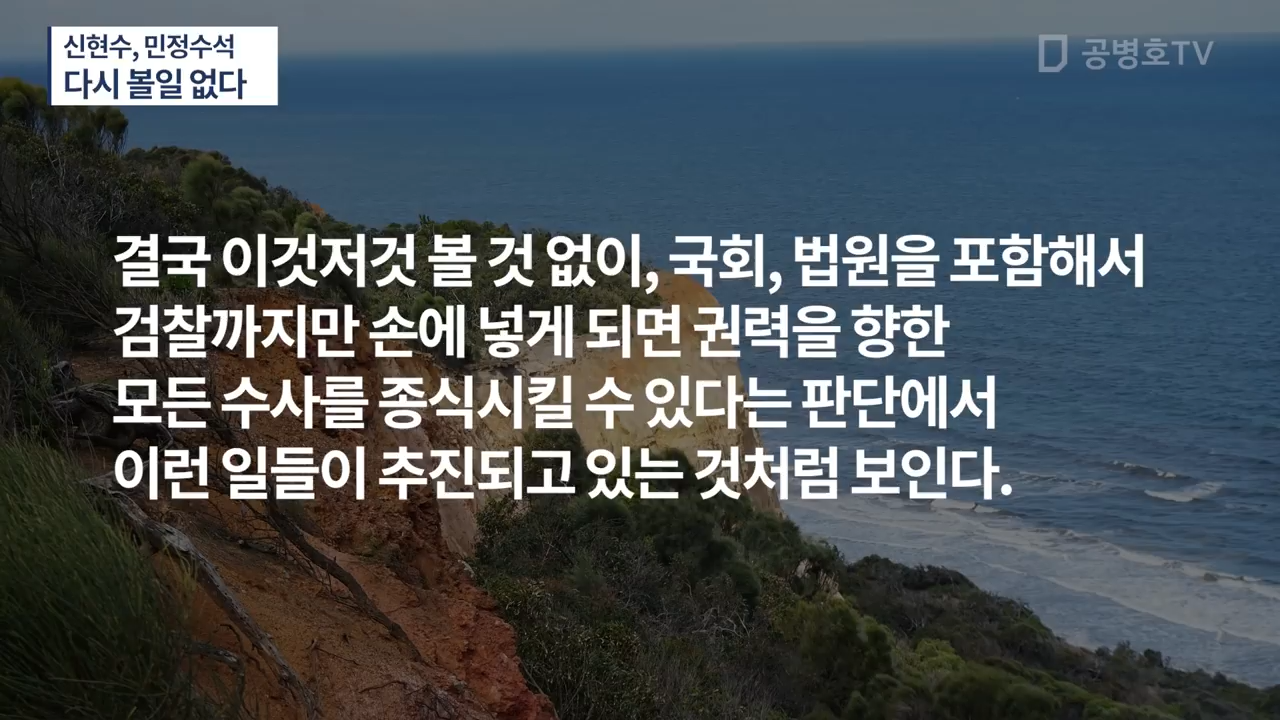 신현수, 민정수석
다시 볼일 없다
공병호TV
결국 이것저것 볼 것 없이, 국회, 법원을 포함해서
검찰까지만 손에 넣게 되면 권력을 향한
모든 수사를 종식시킬 수 있다는 판단에서
이런 일들이 추진되고 있는 것처럼 보인다.